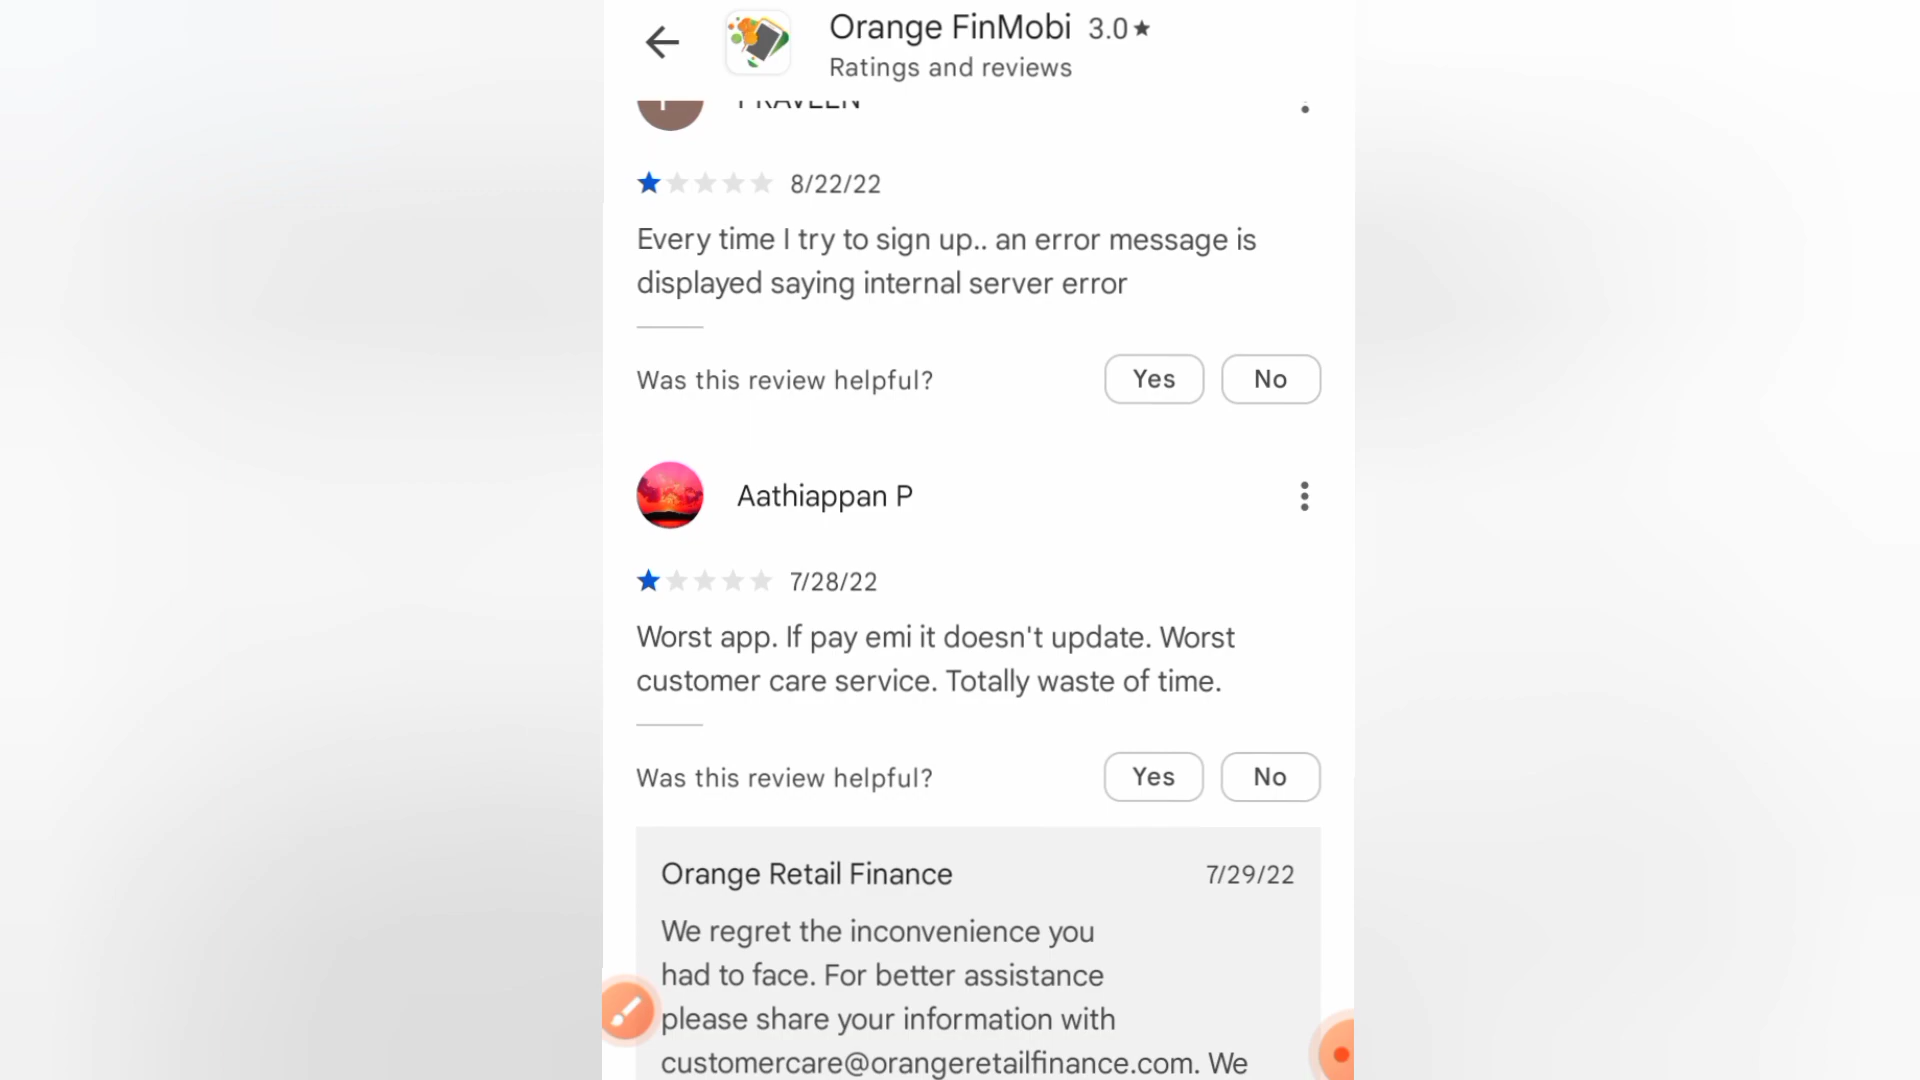 Orange FinMobi 3.0★
Ratings and reviews
PRAVEEN
8/22/22
Every time I try to sign up.. an error message is
displayed saying internal server error
Was this review helpful? Yes No
Aathiappan P
7/28/22
Worst app. If pay emi it doesn't update. Worst
customer care service. Totally waste of time.
Was this review helpful? Yes No
Orange Retail Finance 7/29/22
We regret the inconvenience you
had to face. For better assistance
please share your information with
customercare@orangeretailfinance.com. We